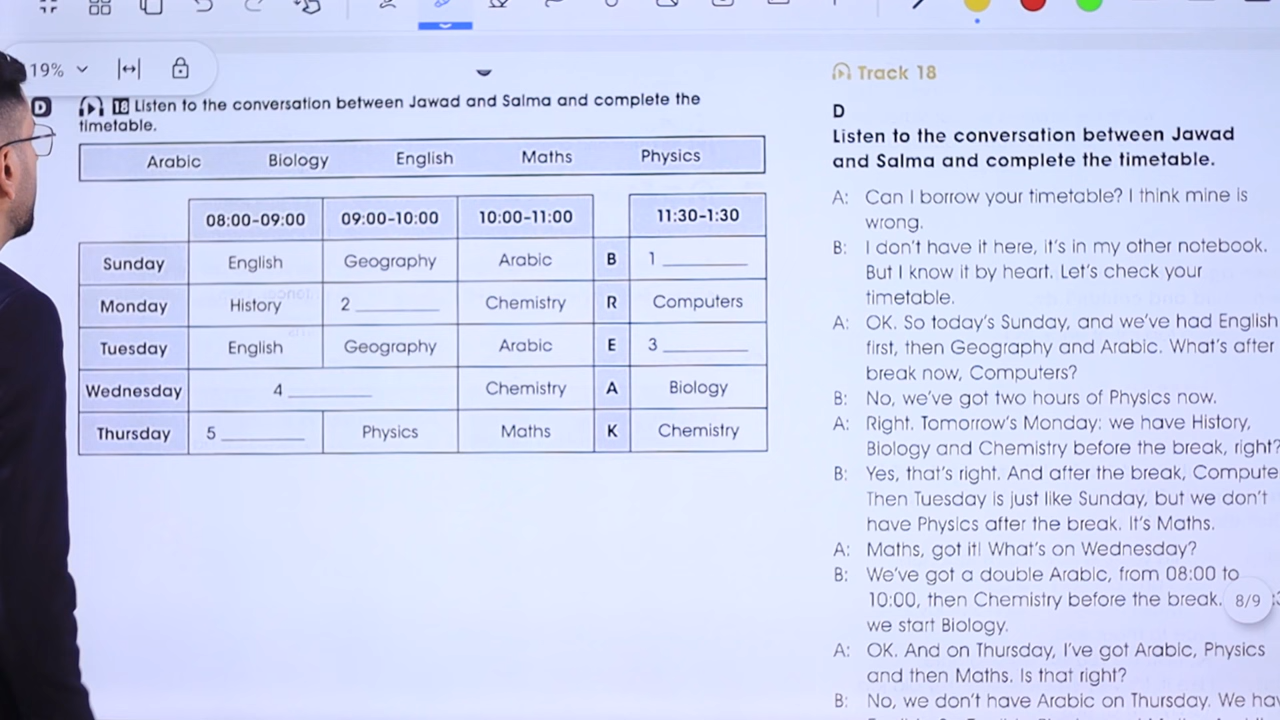 19%
D 18 Listen to the conversation between Jawad and Salma and complete the
timetable.
Arabic Biology English Maths Physics
08:00-09:00 09:00-10:00 10:00-11:00 11:30-1:30
Sunday English Geography Arabic B 1 ________
Monday History 2 ________ Chemistry R Computers
Tuesday English Geography Arabic E 3 ________
Wednesday 4 ________ Chemistry A Biology
Thursday 5 ________ Physics Maths K Chemistry
Track 18
D
Listen to the conversation between Jawad
and Salma and complete the timetable.
A: Can I borrow your timetable? I think mine is
wrong.
B: I don't have it here, it's in my other notebook.
But I know it by heart. Let's check your
timetable.
A: OK. So today's Sunday, and we've had English
first, then Geography and Arabic. What's after
break now, Computers?
B: No, we've got two hours of Physics now.
A: Right. Tomorrow's Monday: we have History,
Biology and Chemistry before the break, right?
B: Yes, that's right. And after the break, Compute
Then Tuesday is just like Sunday, but we don't
have Physics after the break. It's Maths.
A: Maths, got it! What's on Wednesday?
B: We've got a double Arabic, from 08:00 to
10:00, then Chemistry before the break.
8/9
we start Biology.
A: OK. And on Thursday, I've got Arabic, Physics
and then Maths. Is that right?
B: No, we don't have Arabic on Thursday. We hav